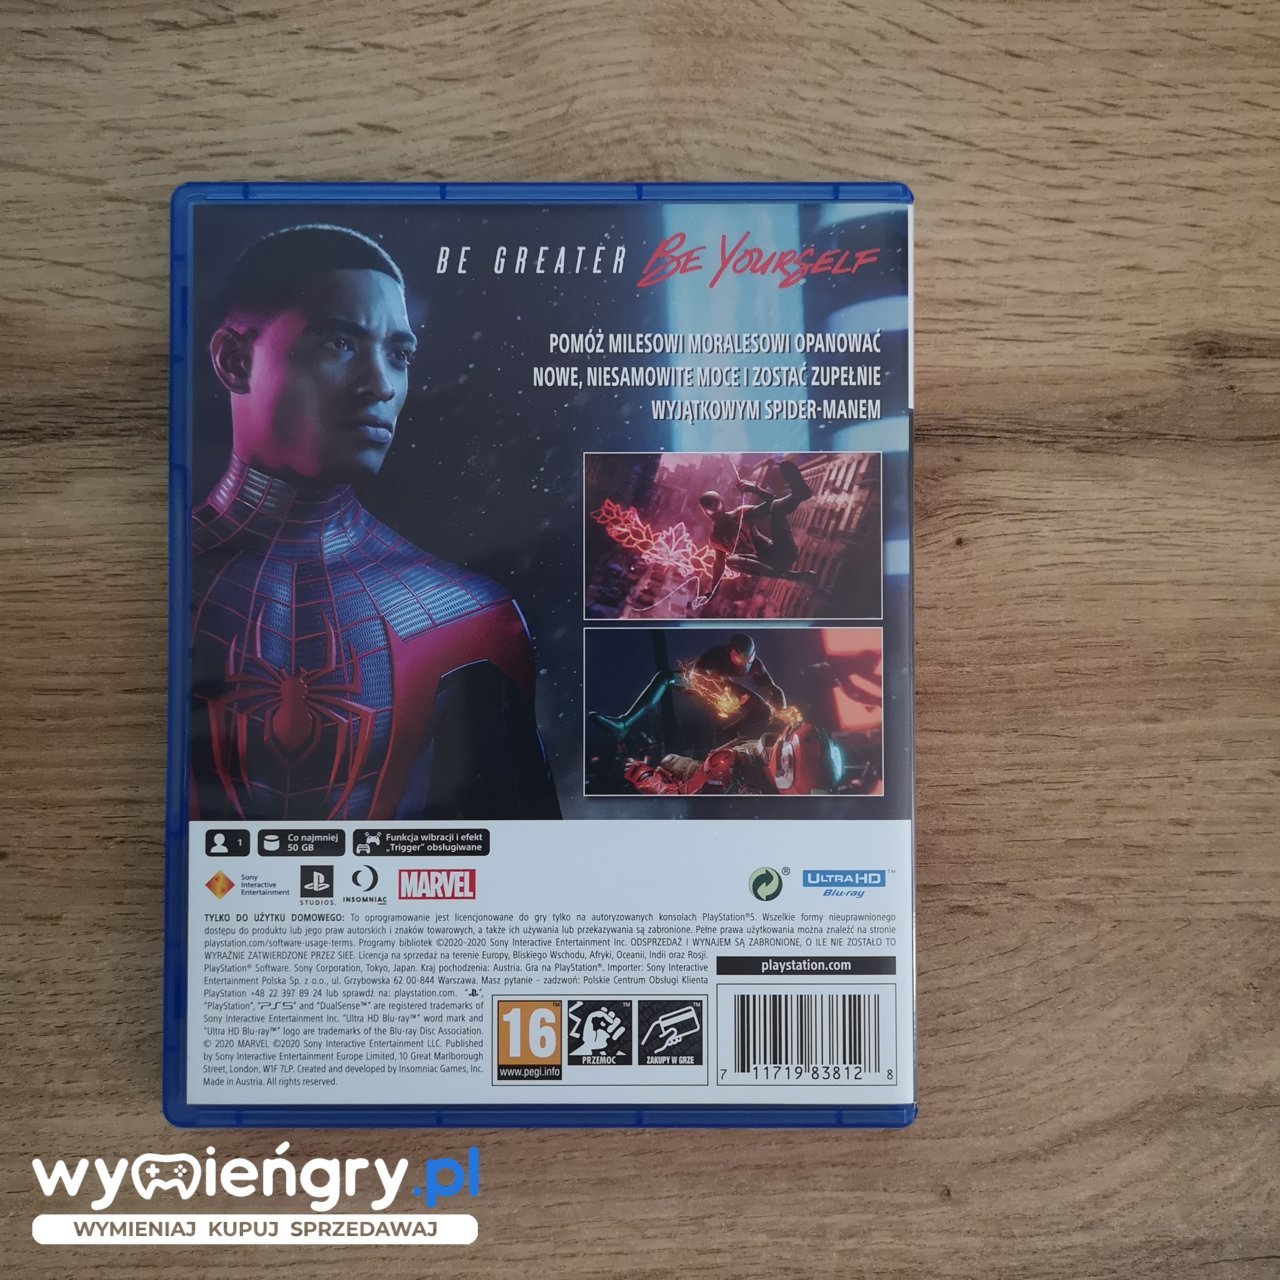 BE GREATER BE YOURSELF
POMÓŻ MILESOWI MORALESOWI OPANOWAĆ
NOWE, NIESAMOWITE MOCE I ZOSTAĆ ZUPEŁNIE
WYJĄTKOWYM SPIDER-MANEM
1
Co najmniej
50 GB
Funkcja wibracji i efekt
„Trigger" obsługiwane
Sony
Interactive
Entertainment
STUDIOS
INSOMNIAC
GAMES
MARVEL
®
ULTRA HD™
Blu-ray
TYLKO DO UŻYTKU DOMOWEGO: To oprogramowanie jest licencjonowane do gry tylko na autoryzowanych konsolach PlayStation®5. Wszelkie formy nieuprawnionego
dostępu do produktu lub jego praw autorskich i znaków towarowych, a także ich używania lub przekazywania są zabronione. Pełne prawa użytkowania można znaleźć na stronie
playstation.com/software-usage-terms. Programy bibliotek ©2020-2020 Sony Interactive Entertainment Inc. ODSPRZEDAŻ I WYNAJEM SĄ ZABRONIONE, O ILE NIE ZOSTAŁO TO
WYRAŹNIE ZATWIERDZONE PRZEZ SIEE. Licencja na sprzedaż na terenie Europy, Bliskiego Wschodu, Afryki, Oceanii, Indii oraz Rosji.
PlayStation® Software. Sony Corporation, Tokyo, Japan. Kraj pochodzenia: Austria. Gra na PlayStation®. Importer: Sony Interactive
Entertainment Polska Sp. z o.o., ul. Grzybowska 62 00-844 Warszawa. Masz pytanie – zadzwoń: Polskie Centrum Obsługi Klienta
PlayStation +48 22 397 89 24 lub sprawdź na: playstation.com. " ",
"PlayStation", "PS5" and "DualSense™" are registered trademarks of
Sony Interactive Entertainment Inc. "Ultra HD Blu-ray™" word mark and
"Ultra HD Blu-ray™" logo are trademarks of the Blu-ray Disc Association.
© 2020 MARVEL ©2020 Sony Interactive Entertainment LLC. Published
by Sony Interactive Entertainment Europe Limited, 10 Great Marlborough
Street, London, W1F 7LP. Created and developed by Insomniac Games, Inc.
Made in Austria. All rights reserved.
playstation.com
16
www.pegi.info
PRZEMOC
ZAKUPY W GRZE
7 11719 83812 8
wymieńgry.pl
WYMIENIAJ KUPUJ SPRZEDAWAJ